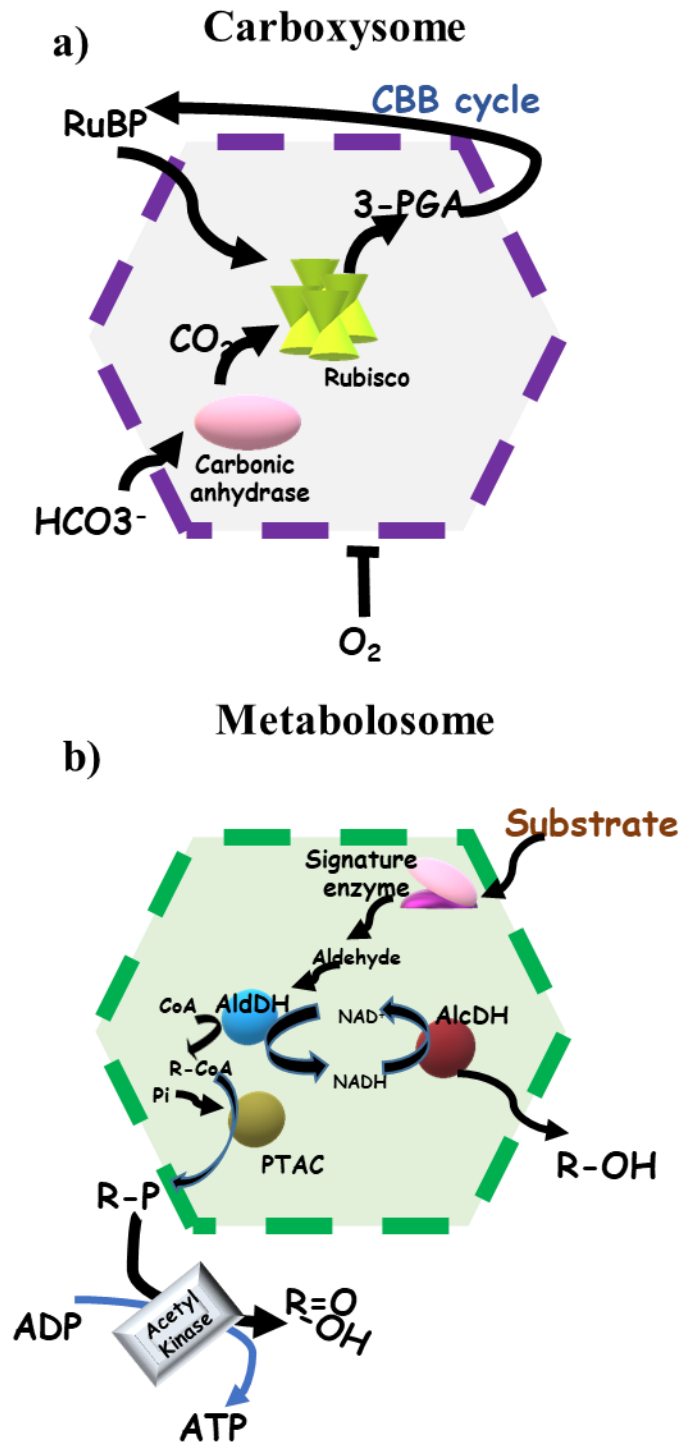 a)
Carboxysome
CBB cycle
RuBP
3-PGA
CO₂
Rubisco
Carbonic
anhydrase
HCO3⁻
O₂
Metabolosome
b)
Substrate
Signature
enzyme
Aldehyde
CoA
AldDH
NAD⁺
AlcDH
R-CoA
NADH
Pi
PTAC
R-OH
R-P
ADP
Acetyl
Kinase
R=O
-OH
ATP